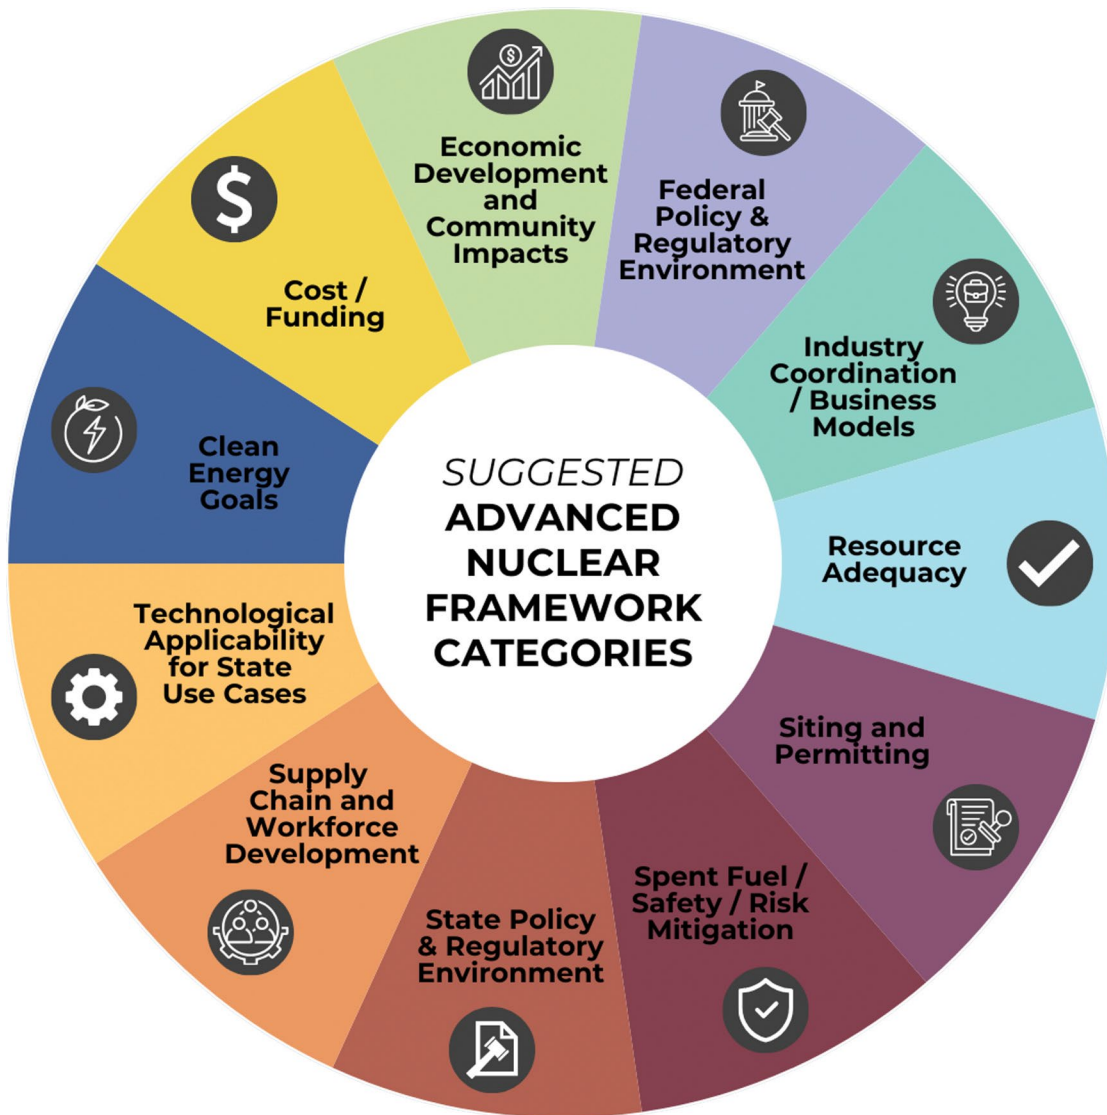 SUGGESTED
ADVANCED
NUCLEAR
FRAMEWORK
CATEGORIES
Economic
Development
and
Community
Impacts
Federal
Policy &
Regulatory
Environment
Industry
Coordination
/ Business
Models
Resource
Adequacy
Siting and
Permitting
Spent Fuel /
Safety / Risk
Mitigation
State Policy
& Regulatory
Environment
Supply
Chain and
Workforce
Development
Technological
Applicability
for State
Use Cases
Clean
Energy
Goals
Cost /
Funding